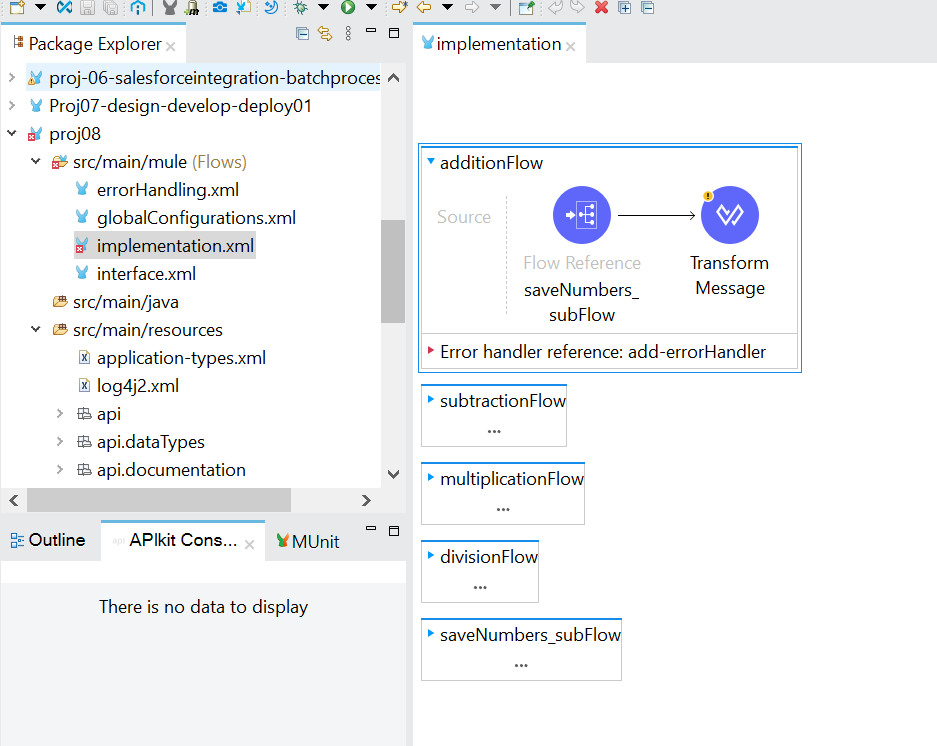 Package Explorer
proj-06-salesforceintegration-batchproces
Proj07-design-develop-deploy01
proj08
src/main/mule (Flows)
errorHandling.xml
globalConfigurations.xml
implementation.xml
interface.xml
src/main/java
src/main/resources
application-types.xml
log4j2.xml
api
api.dataTypes
api.documentation
Outline
api APIkit Cons...
MUnit
There is no data to display
implementation
additionFlow
Source
Flow Reference
saveNumbers_
subFlow
Transform
Message
Error handler reference: add-errorHandler
subtractionFlow
...
multiplicationFlow
...
divisionFlow
...
saveNumbers_subFlow
...